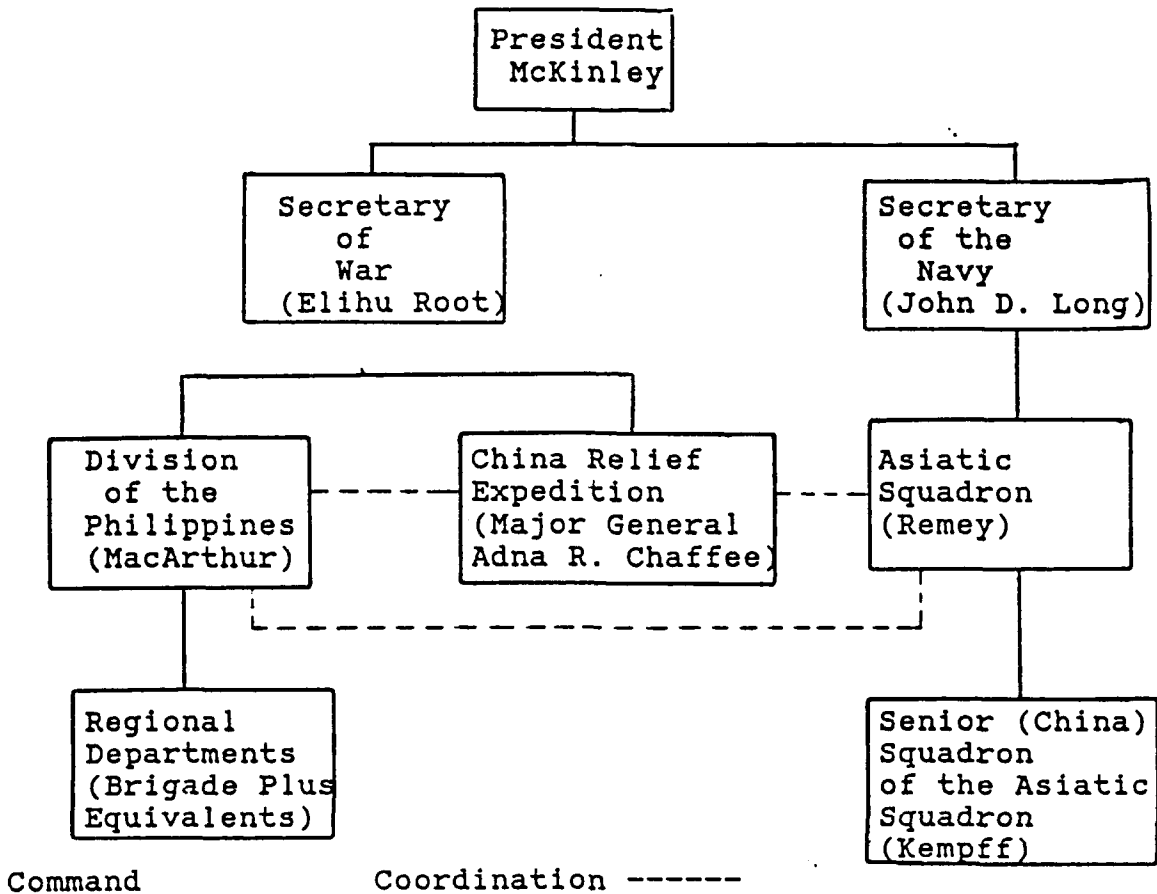 President
McKinley
Secretary
of
War
(Elihu Root)
Secretary
of the
Navy
(John D. Long)
Division
of the
Philippines
(MacArthur)
China Relief
Expedition
(Major General
Adna R. Chaffee)
Asiatic
Squadron
(Remey)
Regional
Departments
(Brigade Plus
Equivalents)
Senior (China)
Squadron
of the Asiatic
Squadron
(Kempff)
Command Coordination ------